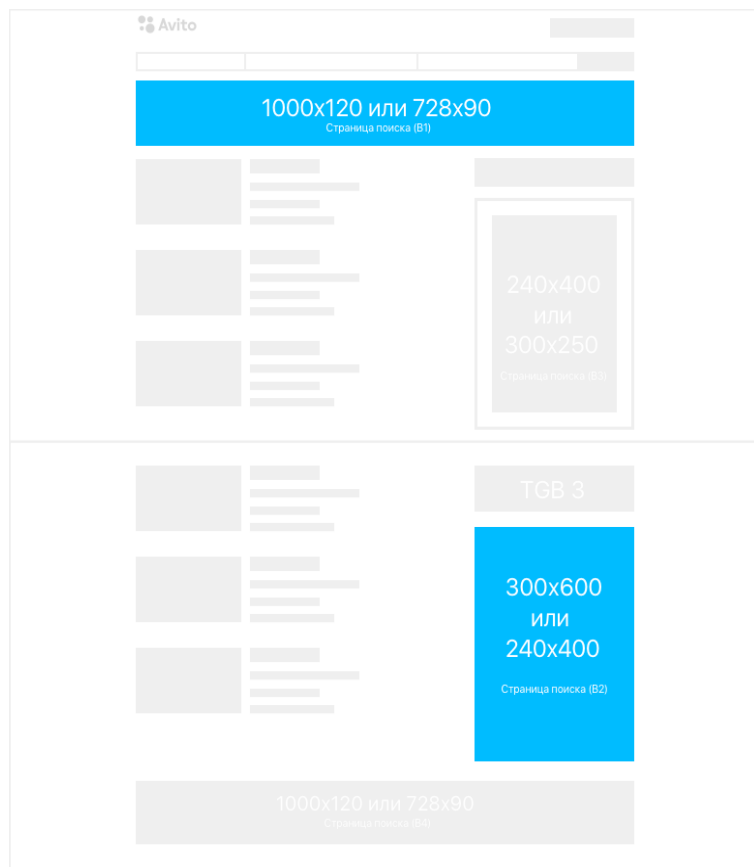 Avito
1000x120 или 728x90
Страница поиска (B1)
240x400
или
300x250
Страница поиска (B3)
TGB 3
300x600
или
240x400
Страница поиска (B2)
1000x120 или 728x90
Страница поиска (B4)